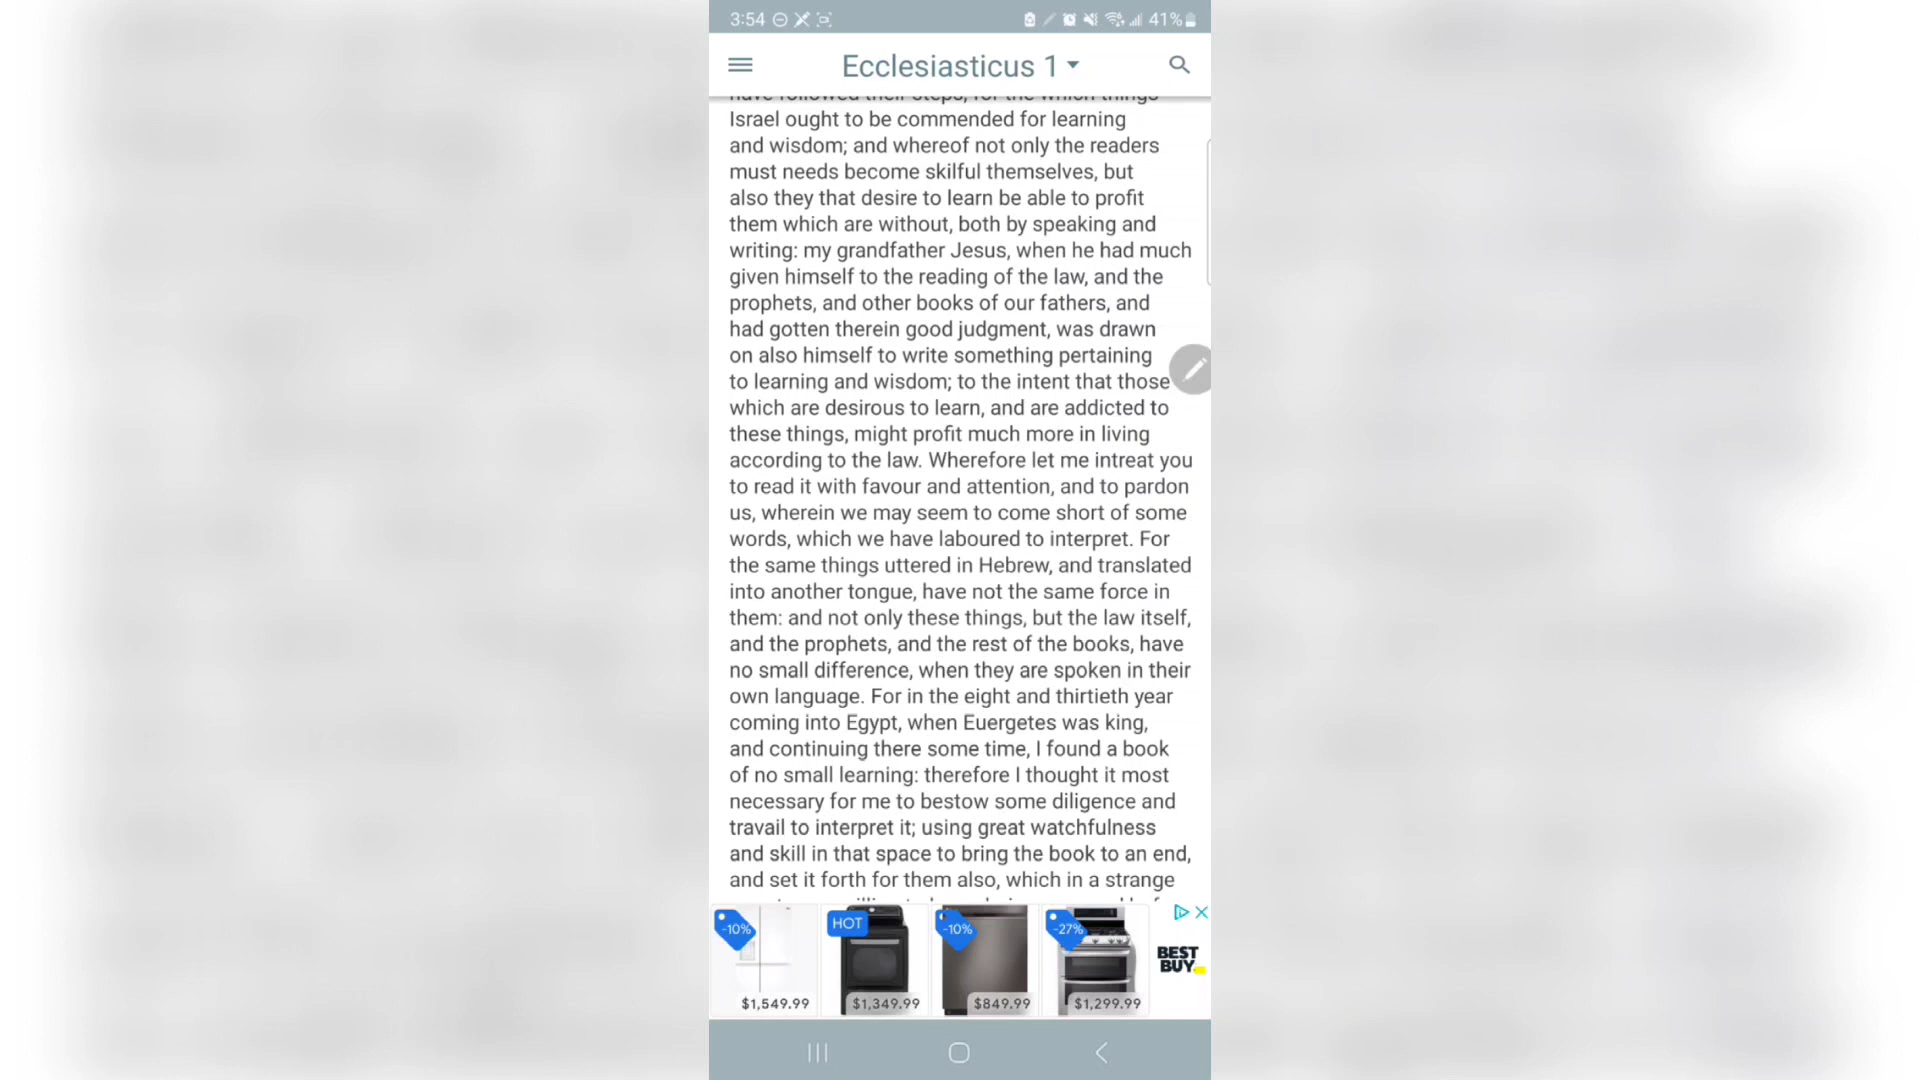 3:54
41%
Ecclesiasticus 1
have followed their steps, for the which things
Israel ought to be commended for learning
and wisdom; and whereof not only the readers
must needs become skilful themselves, but
also they that desire to learn be able to profit
them which are without, both by speaking and
writing: my grandfather Jesus, when he had much
given himself to the reading of the law, and the
prophets, and other books of our fathers, and
had gotten therein good judgment, was drawn
on also himself to write something pertaining
to learning and wisdom; to the intent that those
which are desirous to learn, and are addicted to
these things, might profit much more in living
according to the law. Wherefore let me intreat you
to read it with favour and attention, and to pardon
us, wherein we may seem to come short of some
words, which we have laboured to interpret. For
the same things uttered in Hebrew, and translated
into another tongue, have not the same force in
them: and not only these things, but the law itself,
and the prophets, and the rest of the books, have
no small difference, when they are spoken in their
own language. For in the eight and thirtieth year
coming into Egypt, when Euergetes was king,
and continuing there some time, I found a book
of no small learning: therefore I thought it most
necessary for me to bestow some diligence and
travail to interpret it; using great watchfulness
and skill in that space to bring the book to an end,
and set it forth for them also, which in a strange
-10%
HOT
-10%
-27%
BEST
BUY
$1,549.99
$1,349.99
$849.99
$1,299.99